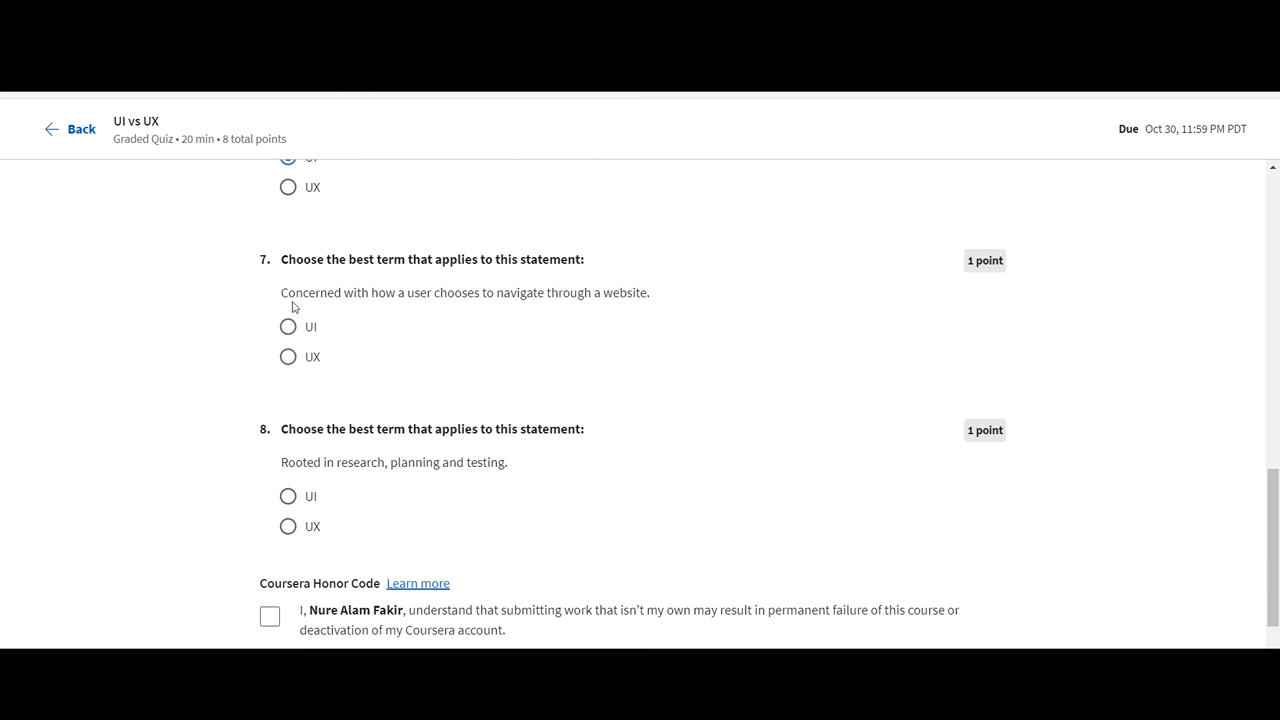 Back
UI vs UX
Graded Quiz • 20 min • 8 total points
Due Oct 30, 11:59 PM PDT
UX
7. Choose the best term that applies to this statement:
1 point
Concerned with how a user chooses to navigate through a website.
UI
UX
8. Choose the best term that applies to this statement:
1 point
Rooted in research, planning and testing.
UI
UX
Coursera Honor Code Learn more
I, Nure Alam Fakir, understand that submitting work that isn't my own may result in permanent failure of this course or
deactivation of my Coursera account.